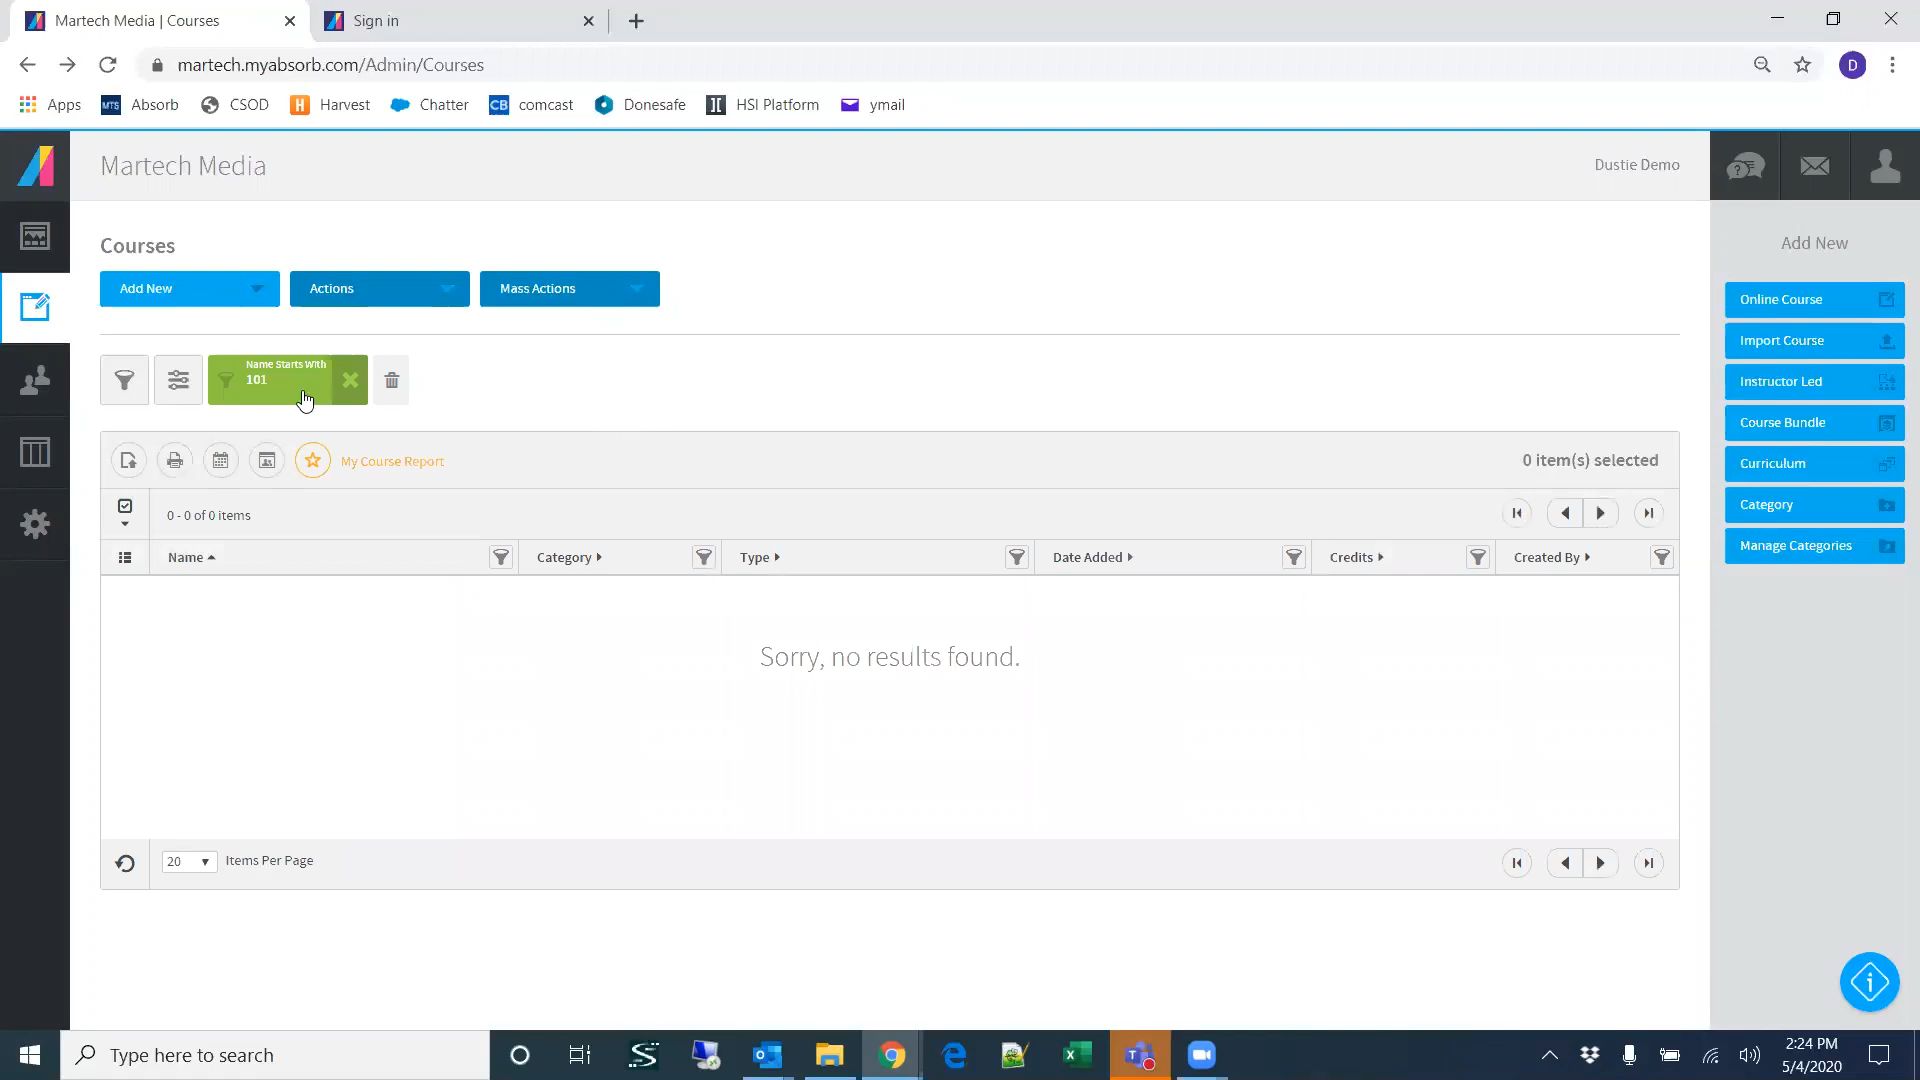 Martech Media | Courses
Sign in
martech.myabsorb.com/Admin/Courses
D
Apps
MTS Absorb
CSOD
H Harvest
Chatter
CB comcast
Donesafe
HSI Platform
ymail
Martech Media
Dustie Demo
Courses
Add New
Actions
Mass Actions
Name Starts With
101
My Course Report
0 item(s) selected
0 - 0 of 0 items
Name
Category
Type
Date Added
Credits
Created By
Sorry, no results found.
20
Items Per Page
Add New
Online Course
Import Course
Instructor Led
Course Bundle
Curriculum
Category
Manage Categories
Type here to search
2:24 PM
5/4/2020